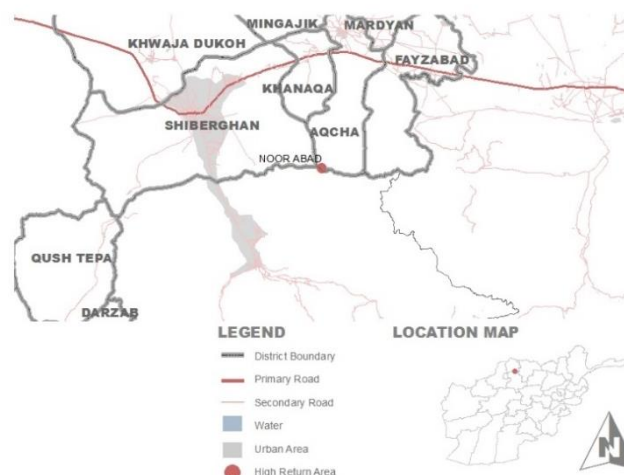 MINGAJIK
MARDYAN
KHWAJA DUKOH
FAYZABAD
KHANAQA
SHIBERGHAN
AQCHA
NOOR ABAD
QUSH TEPA
DARZAB
LEGEND
District Boundary
Primary Road
Secondary Road
Water
Urban Area
High Return Area
LOCATION MAP
N